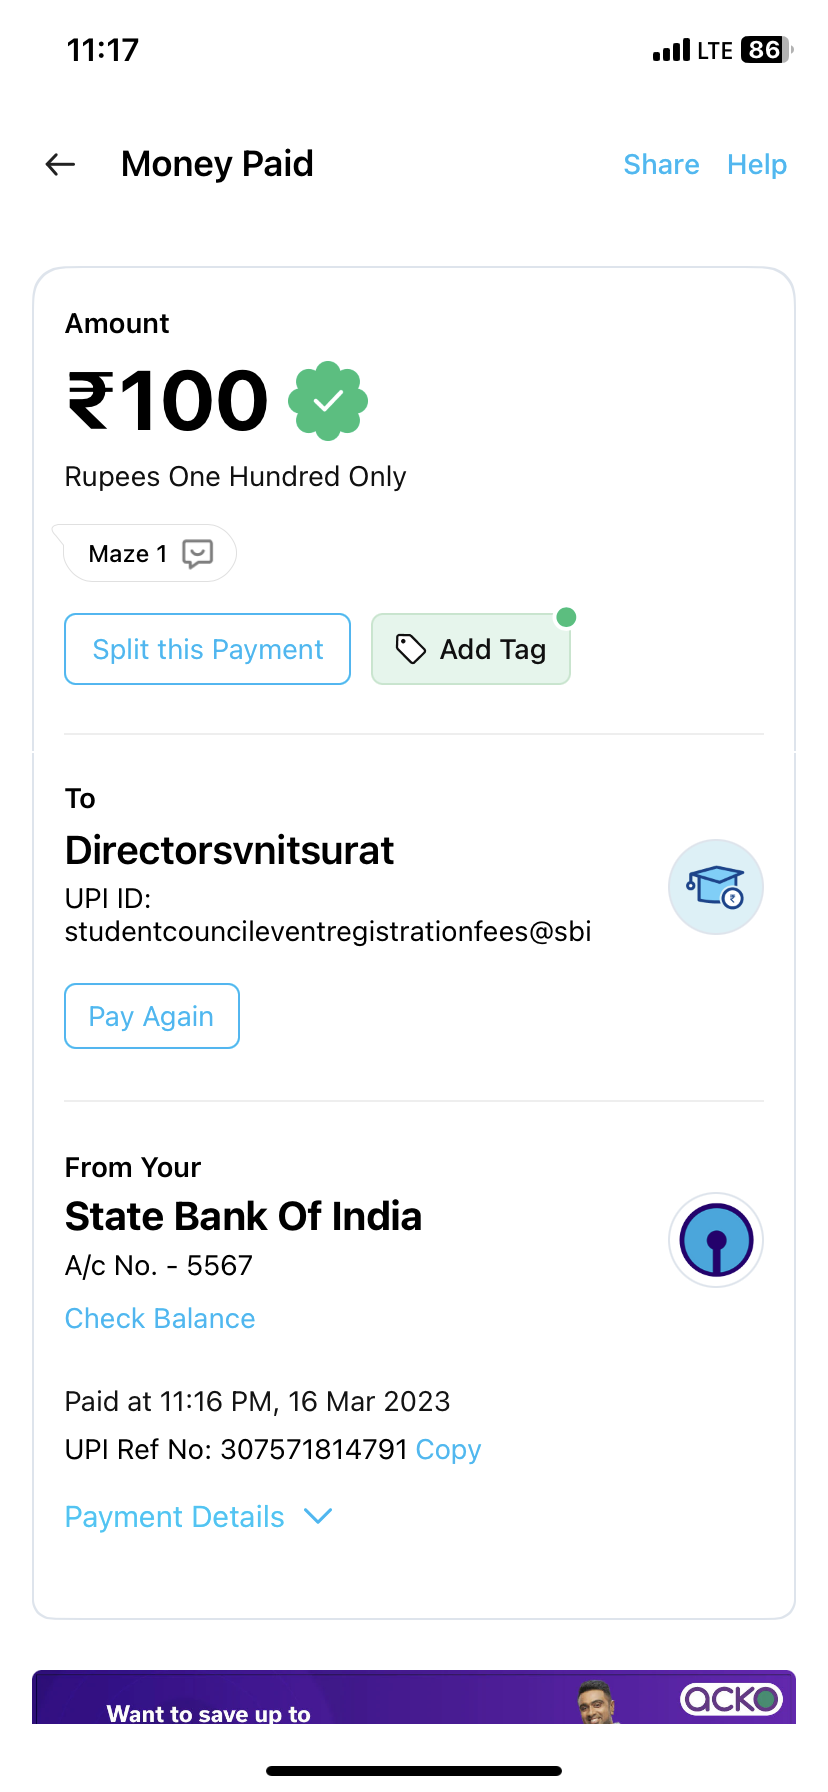 11:17
LTE 86
Money Paid
Share Help
Amount
₹100
Rupees One Hundred Only
Maze 1
Split this Payment
Add Tag
To
Directorsvnitsurat
UPI ID:
studentcouncileventregistrationfees@sbi
₹
Pay Again
From Your
State Bank Of India
A/c No. - 5567
Check Balance
Paid at 11:16 PM, 16 Mar 2023
UPI Ref No: 307571814791 Copy
Payment Details
Want to save up to
acko